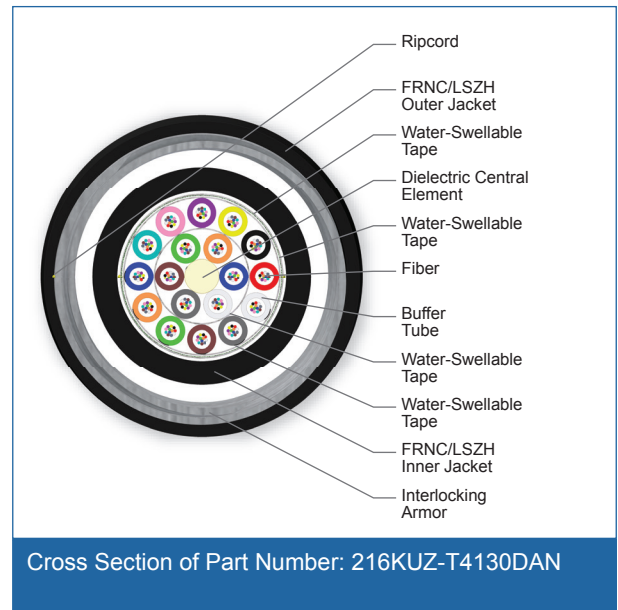 Ripcord
FRNC/LSZH
Outer Jacket
Water-Swellable
Tape
Dielectric Central
Element
Water-Swellable
Tape
Fiber
Buffer
Tube
Water-Swellable
Tape
Water-Swellable
Tape
FRNC/LSZH
Inner Jacket
Interlocking
Armor
Cross Section of Part Number: 216KUZ-T4130DAN